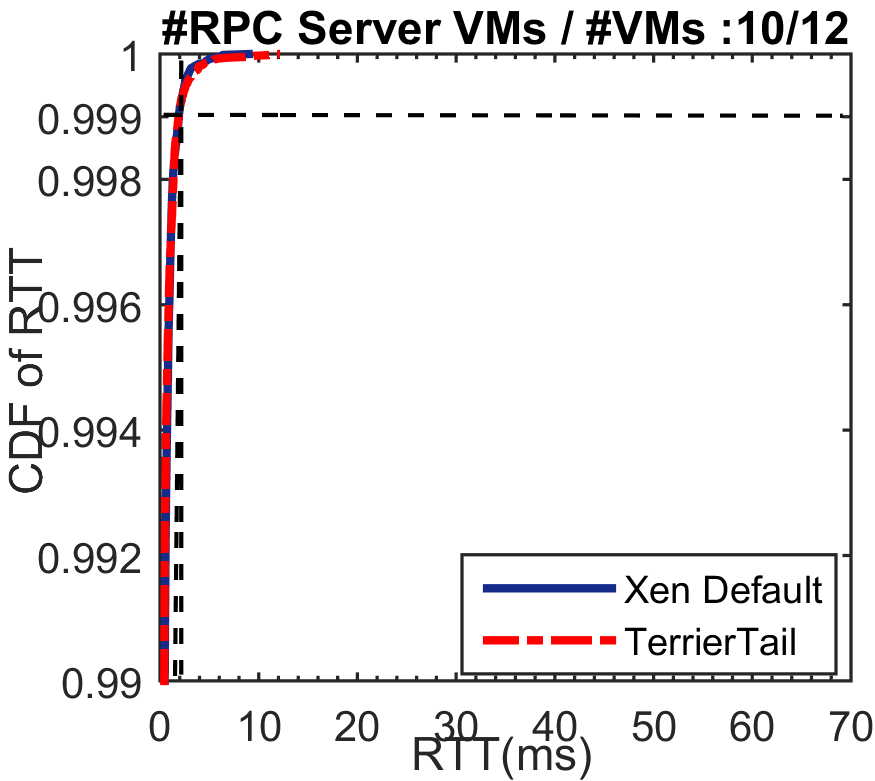 #RPC Server VMs / #VMs :10/12
1
0.999
0.998
0.996
0.994
0.992
0.99
CDF of RTT
Xen Default
TerrierTail
0 10 20 30 40 50 60 70
RTT(ms)